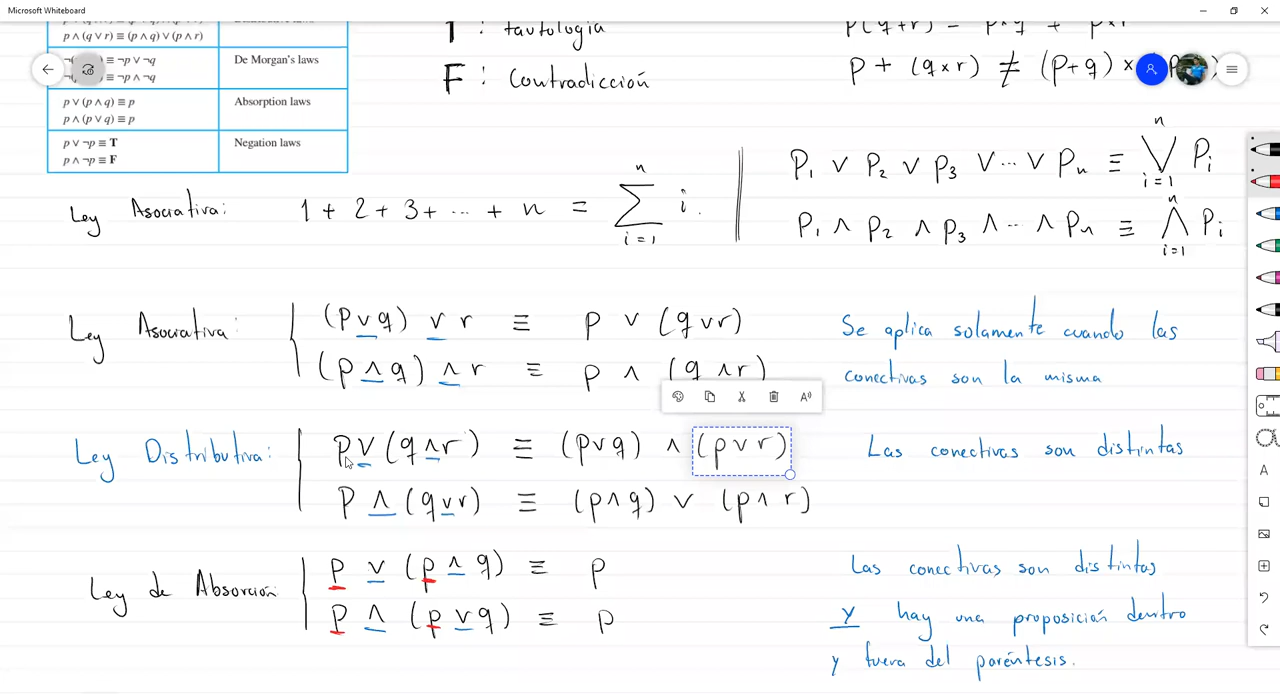 Microsoft Whiteboard
p ∧ (q ∨ r) ≡ (p ∧ q) ∨ (p ∧ r)
≡ ¬p ∨ ¬q
≡ ¬p ∧ ¬q
De Morgan's laws
p ∨ (p ∧ q) ≡ p
p ∧ (p ∨ q) ≡ p
Absorption laws
p ∨ ¬p ≡ T
p ∧ ¬p ≡ F
Negation laws
T : tautología
F : Contradicción
p(q+r) = p×q + p×r
p + (q×r) ≠ (p+q) × (p
Ley Asociativa: 1 + 2 + 3 + ... + n = ∑ i=1 n i.
P1 ∨ P2 ∨ P3 ∨ ... ∨ Pn ≡ ⋁ i=1 n Pi
P1 ∧ P2 ∧ P3 ∧ ... ∧ Pn ≡ ⋀ i=1 n Pi
Ley Asociativa: (p ∨ q) ∨ r ≡ p ∨ (q ∨ r)
(p ∧ q) ∧ r ≡ p ∧ (q ∧ r)
Se aplica solamente cuando las
conectivas son la misma
Ley Distributiva: p ∨ (q ∧ r) ≡ (p ∨ q) ∧ (p ∨ r)
p ∧ (q ∨ r) ≡ (p ∧ q) ∨ (p ∧ r)
Las conectivas son distintas
Ley de Absorción p ∨ (p ∧ q) ≡ p
p ∧ (p ∨ q) ≡ p
Las conectivas son distintas
y hay una proposición dentro
y fuera del paréntesis.